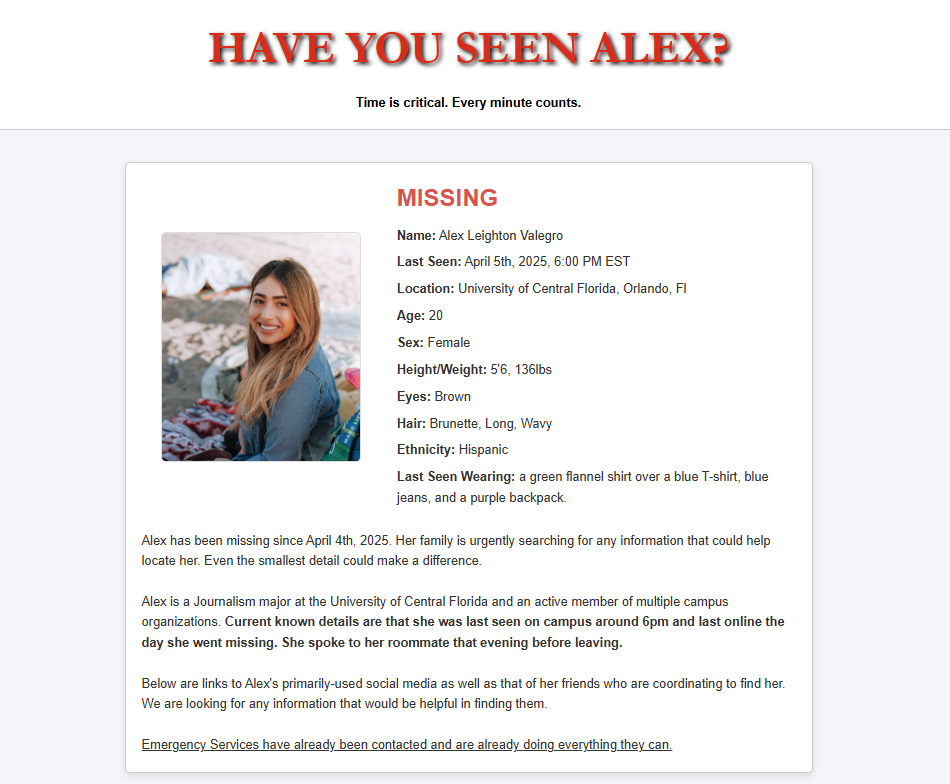 HAVE YOU SEEN ALEX?
Time is critical. Every minute counts.
MISSING
Name: Alex Leighton Valegro
Last Seen: April 5th, 2025, 6:00 PM EST
Location: University of Central Florida, Orlando, Fl
Age: 20
Sex: Female
Height/Weight: 5'6, 136lbs
Eyes: Brown
Hair: Brunette, Long, Wavy
Ethnicity: Hispanic
Last Seen Wearing: a green flannel shirt over a blue T-shirt, blue
jeans, and a purple backpack.
Alex has been missing since April 4th, 2025. Her family is urgently searching for any information that could help
locate her. Even the smallest detail could make a difference.
Alex is a Journalism major at the University of Central Florida and an active member of multiple campus
organizations. Current known details are that she was last seen on campus around 6pm and last online the
day she went missing. She spoke to her roommate that evening before leaving.
Below are links to Alex's primarily-used social media as well as that of her friends who are coordinating to find her.
We are looking for any information that would be helpful in finding them.
Emergency Services have already been contacted and are already doing everything they can.